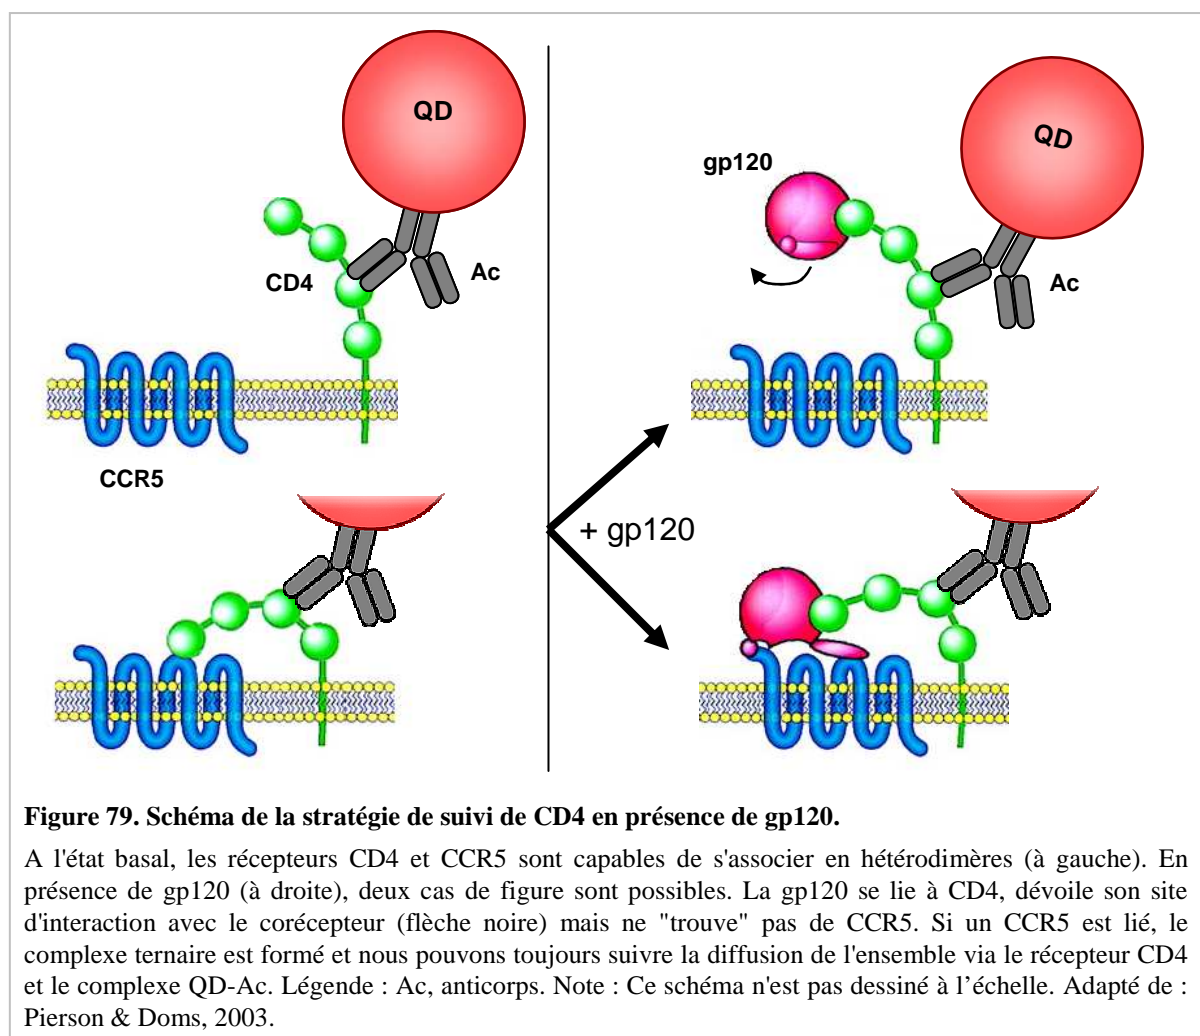 QD
CD4
Ac
CCR5
gp120
QD
Ac
+ gp120
Figure 79. Schéma de la stratégie de suivi de CD4 en présence de gp120.
A l'état basal, les récepteurs CD4 et CCR5 sont capables de s'associer en hétérodimères (à gauche). En
présence de gp120 (à droite), deux cas de figure sont possibles. La gp120 se lie à CD4, dévoile son site
d'interaction avec le corécepteur (flèche noire) mais ne "trouve" pas de CCR5. Si un CCR5 est lié, le
complexe ternaire est formé et nous pouvons toujours suivre la diffusion de l'ensemble via le récepteur CD4
et le complexe QD-Ac. Légende : Ac, anticorps. Note : Ce schéma n'est pas dessiné à l’échelle. Adapté de :
Pierson & Doms, 2003.